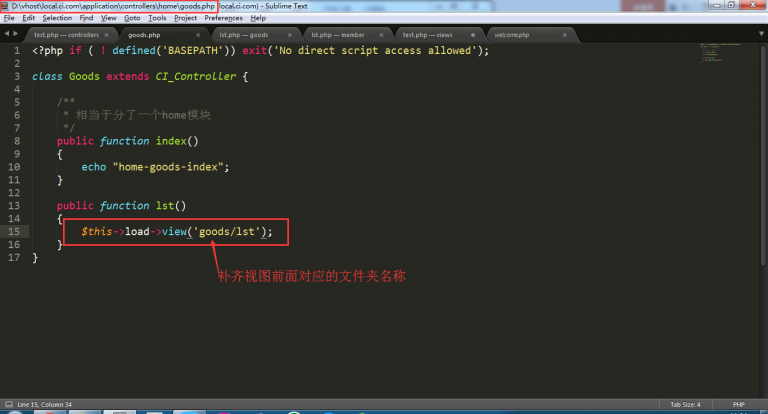 D:\vhost\local.ci.com\application\controllers\home\goods.php (local.ci.com) - Sublime Text
File Edit Selection Find View Goto Tools Project Preferences Help
test.php — controllers goods.php lst.php — goods lst.php — member test.php — views welcome.php
1 <?php if ( ! defined('BASEPATH')) exit('No direct script access allowed');
2
3 class Goods extends CI_Controller {
4
5 /**
6 * 相当于分了一个home模块
7 */
8 public function index()
9 {
10 echo "home-goods-index";
11 }
12
13 public function lst()
14 {
15 $this->load->view('goods/lst');
16 }
17 }
补齐视图前面对应的文件夹名称
Line 15, Column 34 Tab Size: 4 PHP